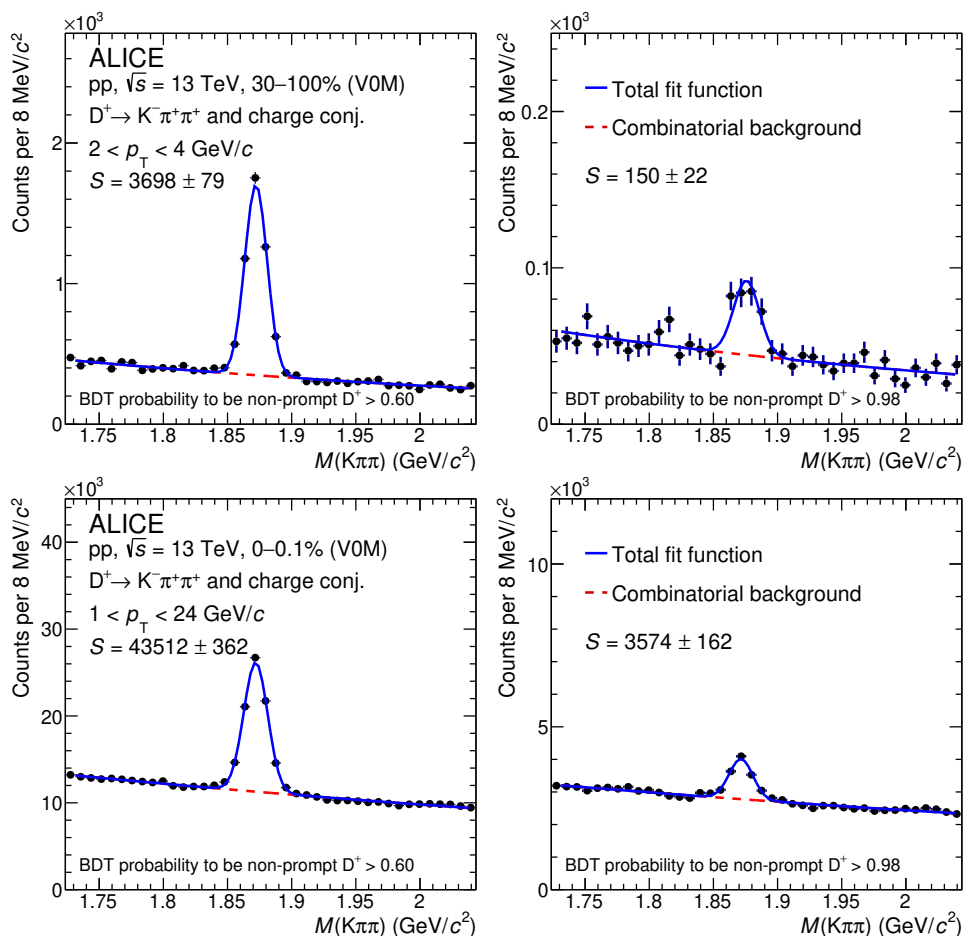 ×10³
ALICE
pp, √s = 13 TeV, 30–100% (V0M)
D⁺→ K⁻π⁺π⁺ and charge conj.
2 < p_T < 4 GeV/c
S = 3698 ± 79
BDT probability to be non-prompt D⁺ > 0.60
Counts per 8 MeV/c²
2
1
0
1.75 1.8 1.85 1.9 1.95 2
M(Kππ) (GeV/c²)
×10³
Total fit function
Combinatorial background
S = 150 ± 22
BDT probability to be non-prompt D⁺ > 0.98
Counts per 8 MeV/c²
0.2
0.1
0
1.75 1.8 1.85 1.9 1.95 2
M(Kππ) (GeV/c²)
×10³
ALICE
pp, √s = 13 TeV, 0–0.1% (V0M)
D⁺→ K⁻π⁺π⁺ and charge conj.
1 < p_T < 24 GeV/c
S = 43512 ± 362
BDT probability to be non-prompt D⁺ > 0.60
Counts per 8 MeV/c²
40
30
20
10
0
1.75 1.8 1.85 1.9 1.95 2
M(Kππ) (GeV/c²)
×10³
Total fit function
Combinatorial background
S = 3574 ± 162
BDT probability to be non-prompt D⁺ > 0.98
Counts per 8 MeV/c²
10
5
0
1.75 1.8 1.85 1.9 1.95 2
M(Kππ) (GeV/c²)